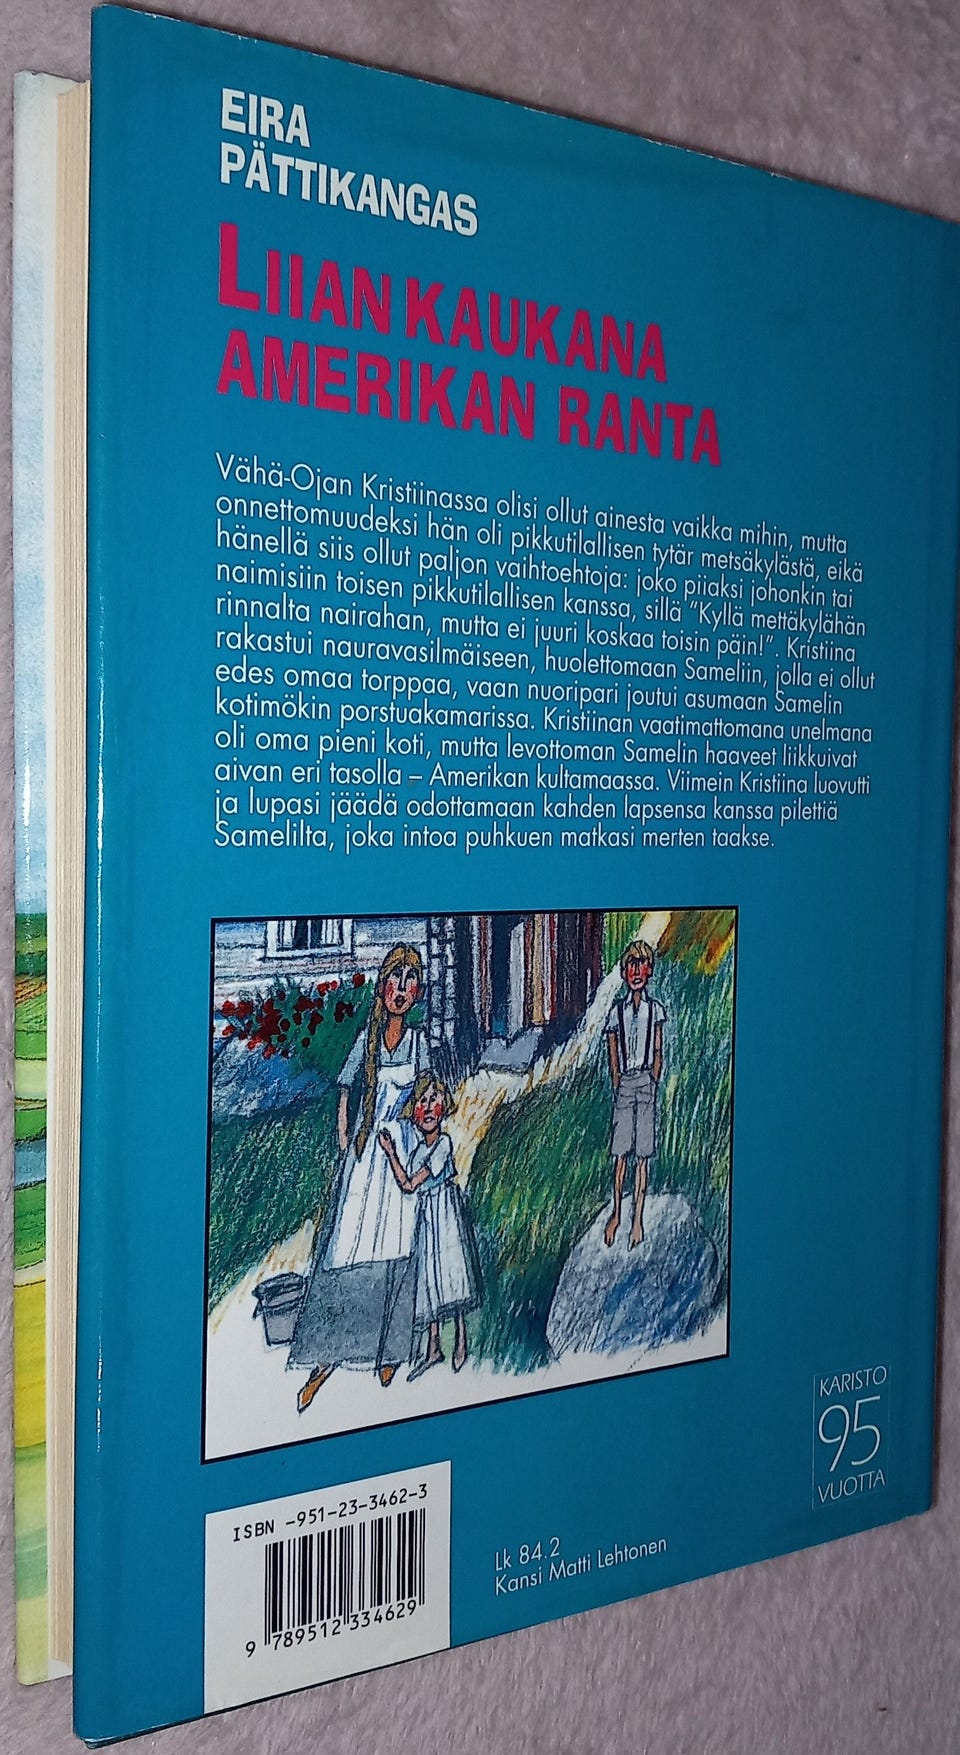 EIRA
PÄTTIKANGAS
LIIAN KAUKANA
AMERIKAN RANTA
Vähä-Ojan Kristiinassa olisi ollut ainesta vaikka mihin, mutta
onnettomuudeksi hän oli pikkutilallisen tytär metsäkylästä, eikä
hänellä siis ollut paljon vaihtoehtoja: joko piiaksi johonkin tai
naimisiin toisen pikkutilallisen kanssa, sillä "Kyllä mettäkylähän
rinnalta nairahan, mutta ei juuri koskaa toisin päin!". Kristiina
rakastui nauravasilmäiseen, huolettomaan Sameliin, jolla ei ollut
edes omaa torppaa, vaan nuoripari joutui asumaan Samelin
kotimökin porstuakamarissa. Kristiinan vaatimattomana unelmana
oli oma pieni koti, mutta levottoman Samelin haaveet liikkuivat
aivan eri tasolla – Amerikan kultamaassa. Viimein Kristiina luovutti
ja lupasi jäädä odottamaan kahden lapsensa kanssa pilettiä
Samelilta, joka intoa puhkuen matkasi merten taakse.
KARISTO
95
VUOTTA
ISBN -951-23-3462-3
9 789512 334629
Lk 84.2
Kansi Matti Lehtonen